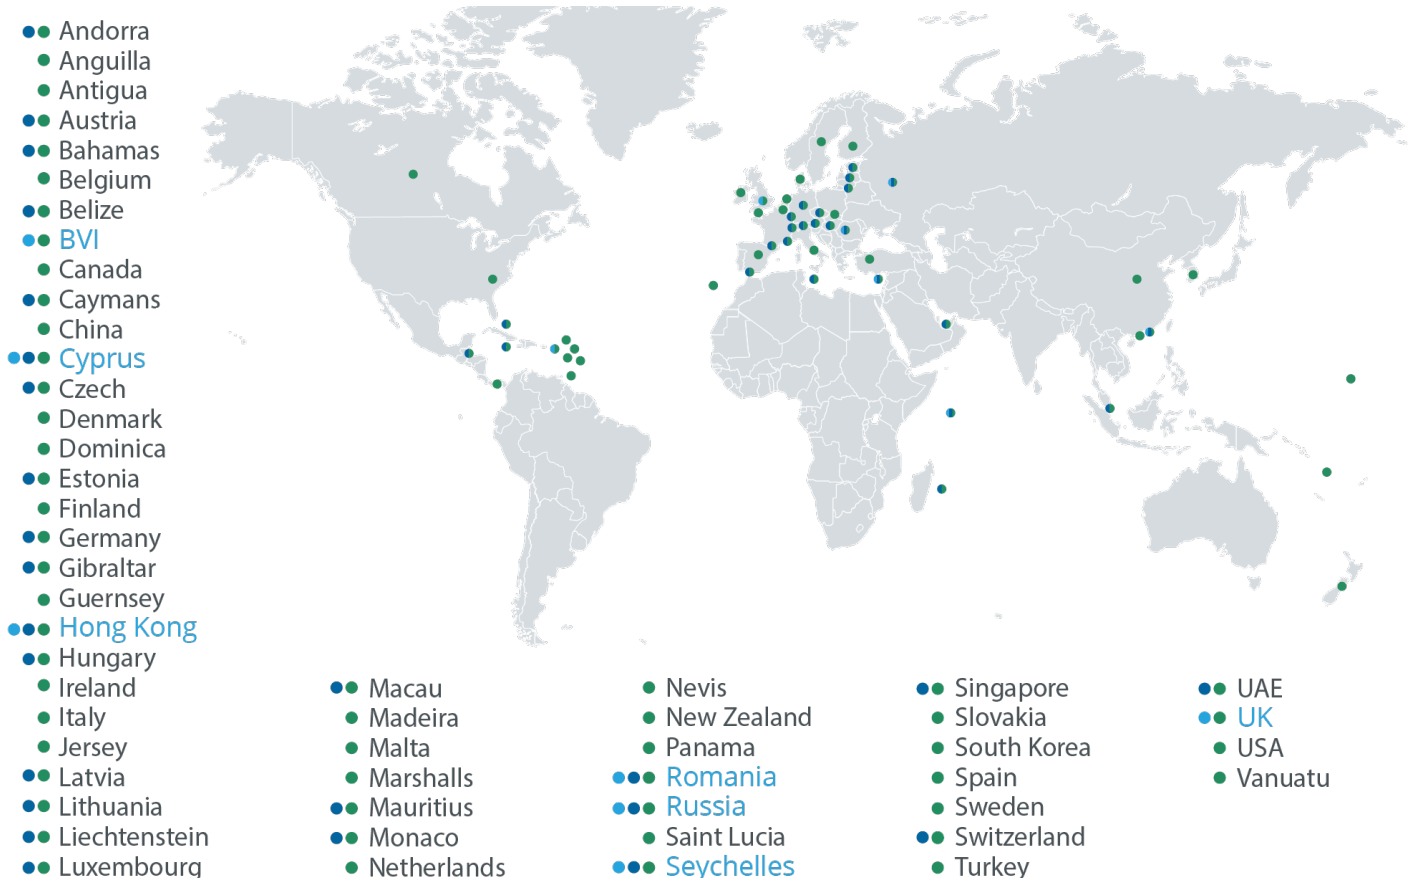 Andorra
Anguilla
Antigua
Austria
Bahamas
Belgium
Belize
BVI
Canada
Caymans
China
Cyprus
Czech
Denmark
Dominica
Estonia
Finland
Germany
Gibraltar
Guernsey
Hong Kong
Hungary
Ireland
Italy
Jersey
Latvia
Lithuania
Liechtenstein
Luxembourg
Macau
Madeira
Malta
Marshalls
Mauritius
Monaco
Netherlands
Nevis
New Zealand
Panama
Romania
Russia
Saint Lucia
Seychelles
Singapore
Slovakia
South Korea
Spain
Sweden
Switzerland
Turkey
UAE
UK
USA
Vanuatu